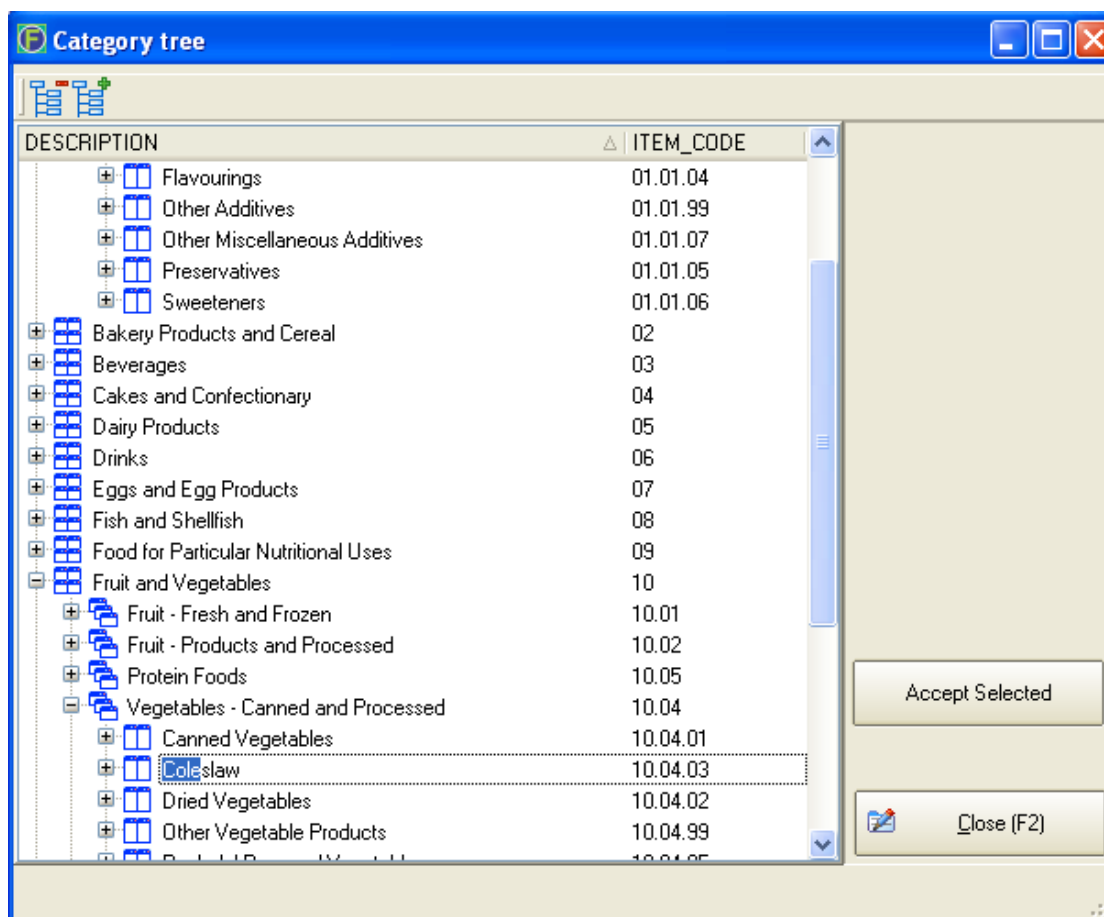 Category tree
DESCRIPTION ITEM_CODE
Flavourings 01.01.04
Other Additives 01.01.99
Other Miscellaneous Additives 01.01.07
Preservatives 01.01.05
Sweeteners 01.01.06
Bakery Products and Cereal 02
Beverages 03
Cakes and Confectionary 04
Dairy Products 05
Drinks 06
Eggs and Egg Products 07
Fish and Shellfish 08
Food for Particular Nutritional Uses 09
Fruit and Vegetables 10
Fruit - Fresh and Frozen 10.01
Fruit - Products and Processed 10.02
Protein Foods 10.05
Vegetables - Canned and Processed 10.04
Canned Vegetables 10.04.01
Coleslaw 10.04.03
Dried Vegetables 10.04.02
Other Vegetable Products 10.04.99
Accept Selected
Close (F2)